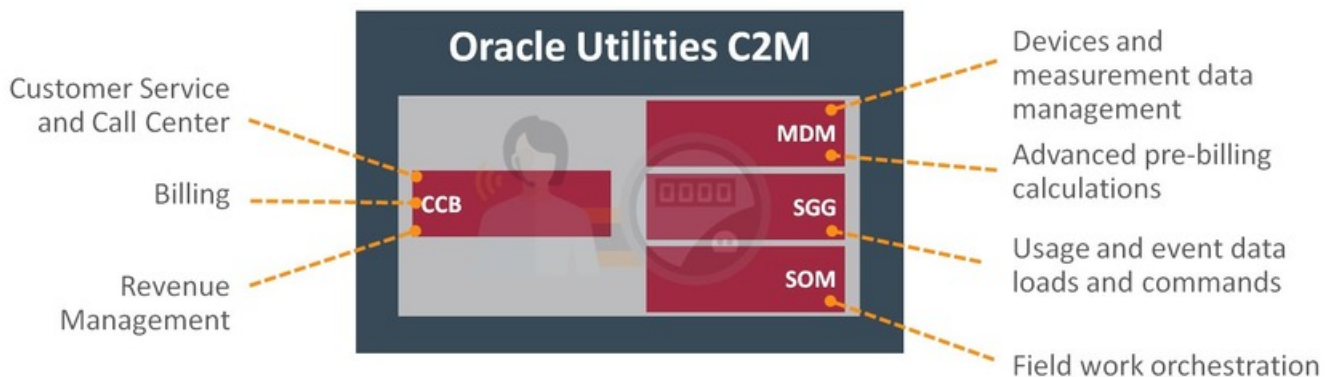 Oracle Utilities C2M
Customer Service
and Call Center
Billing
Revenue
Management
CCB
MDM
SGG
SOM
Devices and
measurement data
management
Advanced pre-billing
calculations
Usage and event data
loads and commands
Field work orchestration
0000